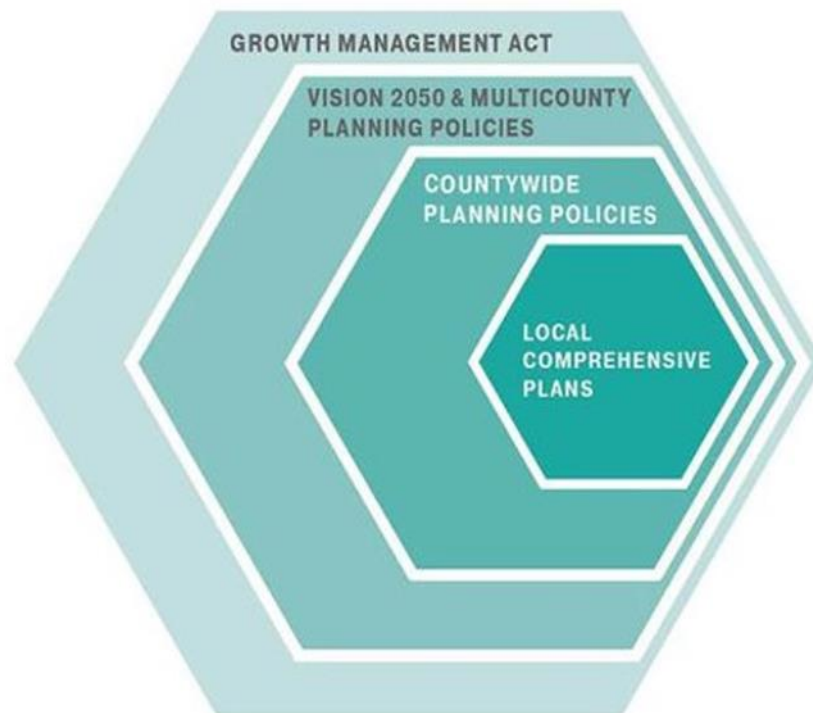 GROWTH MANAGEMENT ACT
VISION 2050 & MULTICOUNTY
PLANNING POLICIES
COUNTYWIDE
PLANNING POLICIES
LOCAL
COMPREHENSIVE
PLANS